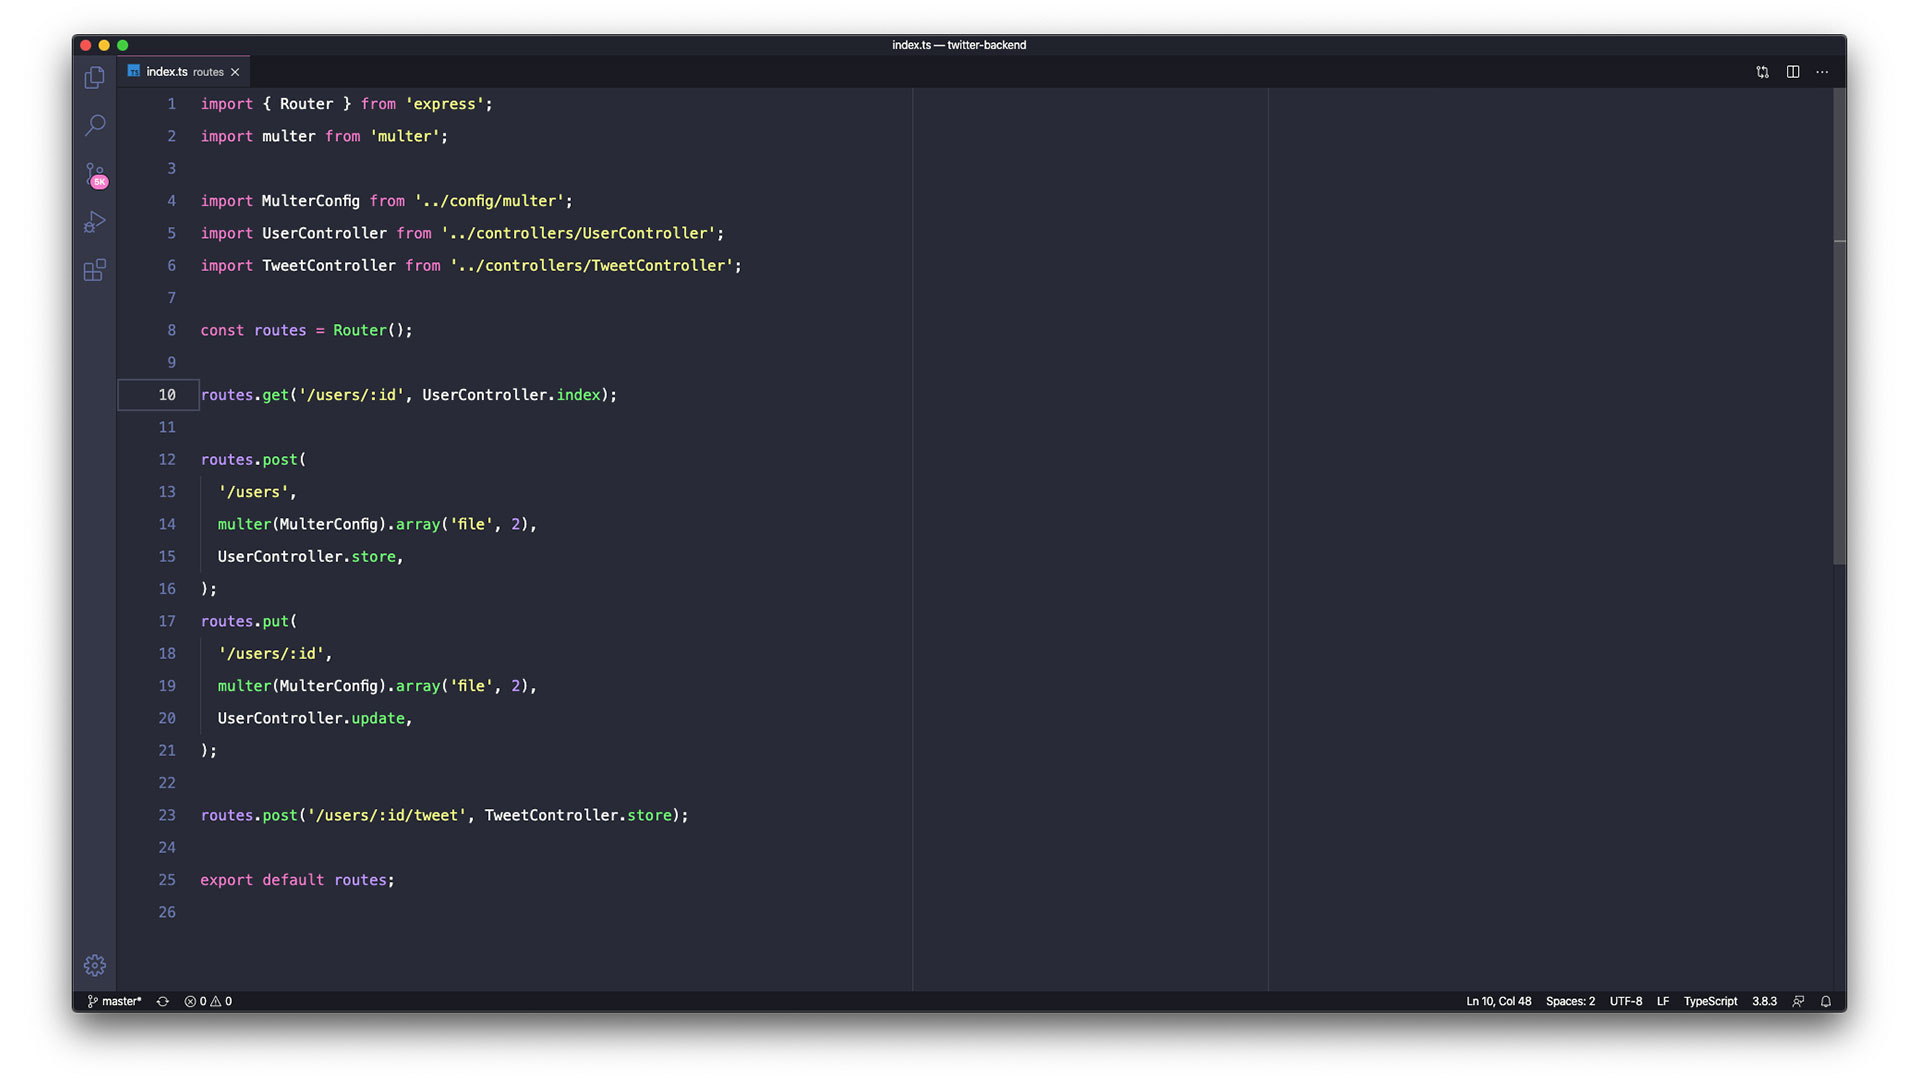 index.ts — twitter-backend
TS index.ts routes
1 import { Router } from 'express';
2 import multer from 'multer';
3
4 import MulterConfig from '../config/multer';
5 import UserController from '../controllers/UserController';
6 import TweetController from '../controllers/TweetController';
7
8 const routes = Router();
9
10 routes.get('/users/:id', UserController.index);
11
12 routes.post(
13 '/users',
14 multer(MulterConfig).array('file', 2),
15 UserController.store,
16 );
17 routes.put(
18 '/users/:id',
19 multer(MulterConfig).array('file', 2),
20 UserController.update,
21 );
22
23 routes.post('/users/:id/tweet', TweetController.store);
24
25 export default routes;
26
5K
master* 0 0 Ln 10, Col 48 Spaces: 2 UTF-8 LF TypeScript 3.8.3